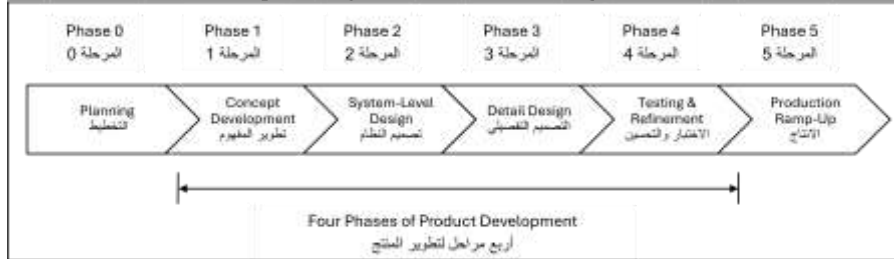 Phase 0
المرحلة 0
Phase 1
المرحلة 1
Phase 2
المرحلة 2
Phase 3
المرحلة 3
Phase 4
المرحلة 4
Phase 5
المرحلة 5
Planning
التخطيط
Concept
Development
تطوير المفهوم
System-Level
Design
تصميم النظام
Detail Design
التصميم التفصيلي
Testing &
Refinement
الاختبار والتحسين
Production
Ramp-Up
الانتاج
Four Phases of Product Development
أربع مراحل لتطوير المنتج